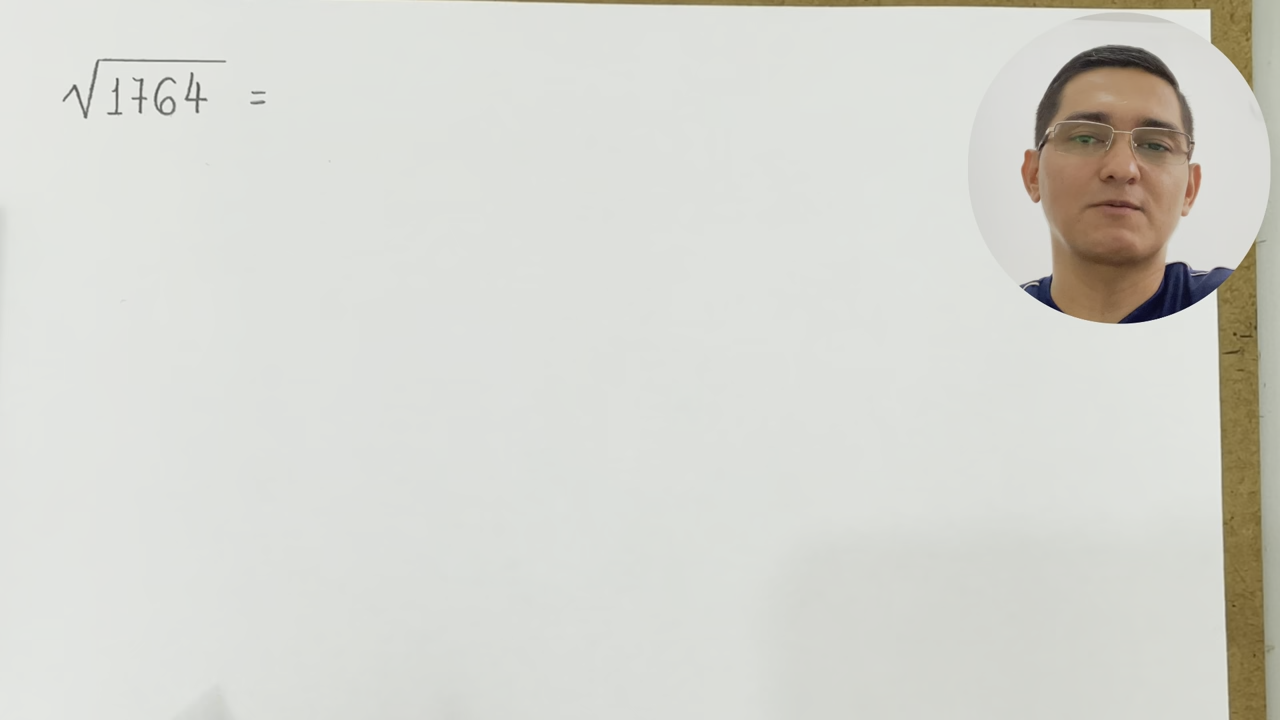 √1764 =